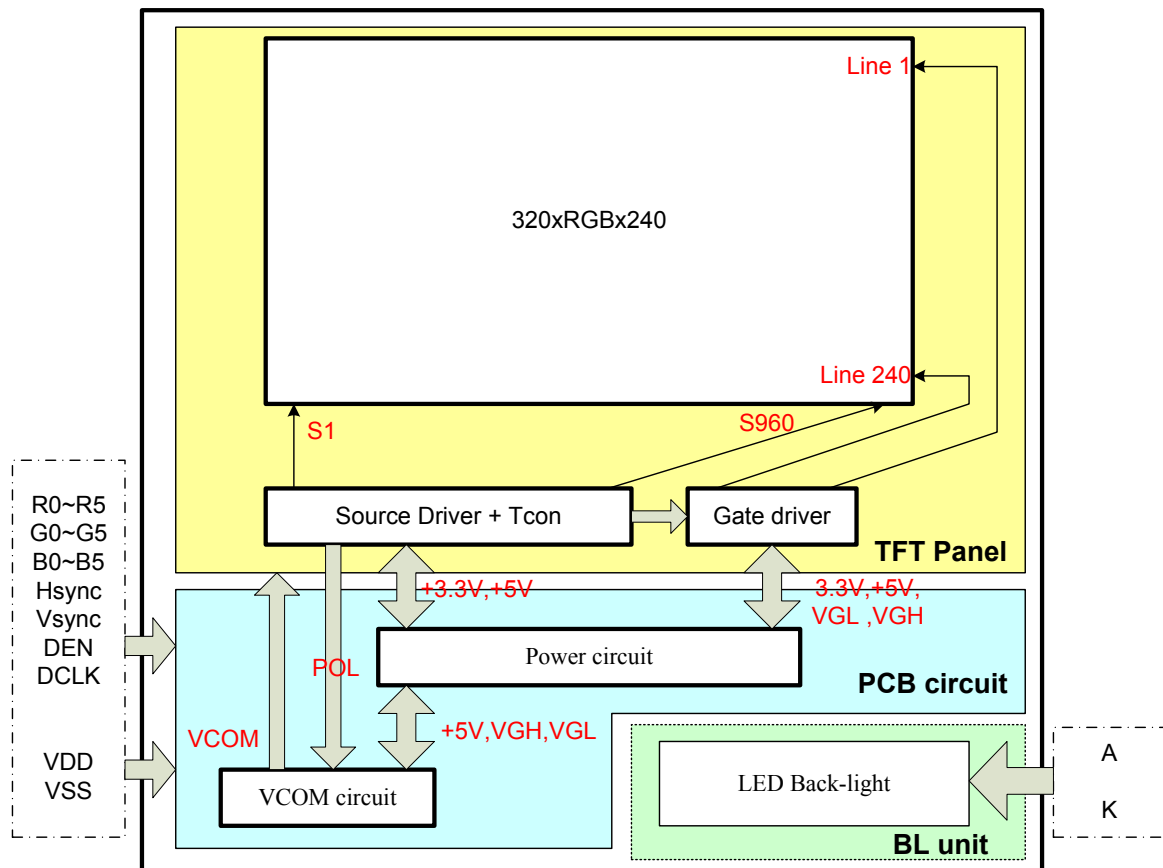 Line 1
320xRGBx240
Line 240
S1
S960
Source Driver + Tcon
Gate driver
TFT Panel
R0~R5
G0~G5
B0~B5
Hsync
Vsync
DEN
DCLK
VDD
VSS
+3.3V,+5V
3.3V,+5V,
VGL ,VGH
Power circuit
POL
PCB circuit
VCOM
+5V,VGH,VGL
VCOM circuit
LED Back-light
BL unit
A
K